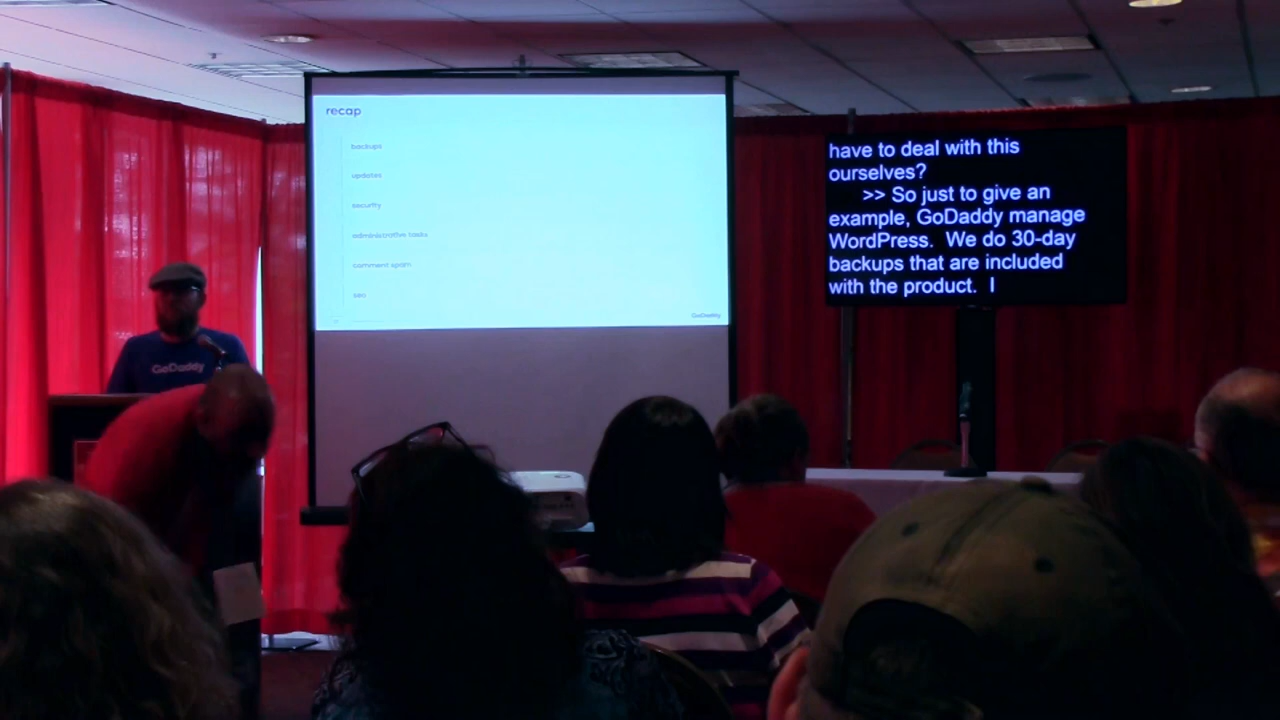 recap
backups
updates
security
administrative tasks
comment spam
seo
GoDaddy
have to deal with this
ourselves?
>> So just to give an
example, GoDaddy manage
WordPress. We do 30-day
backups that are included
with the product. I
GoDaddy